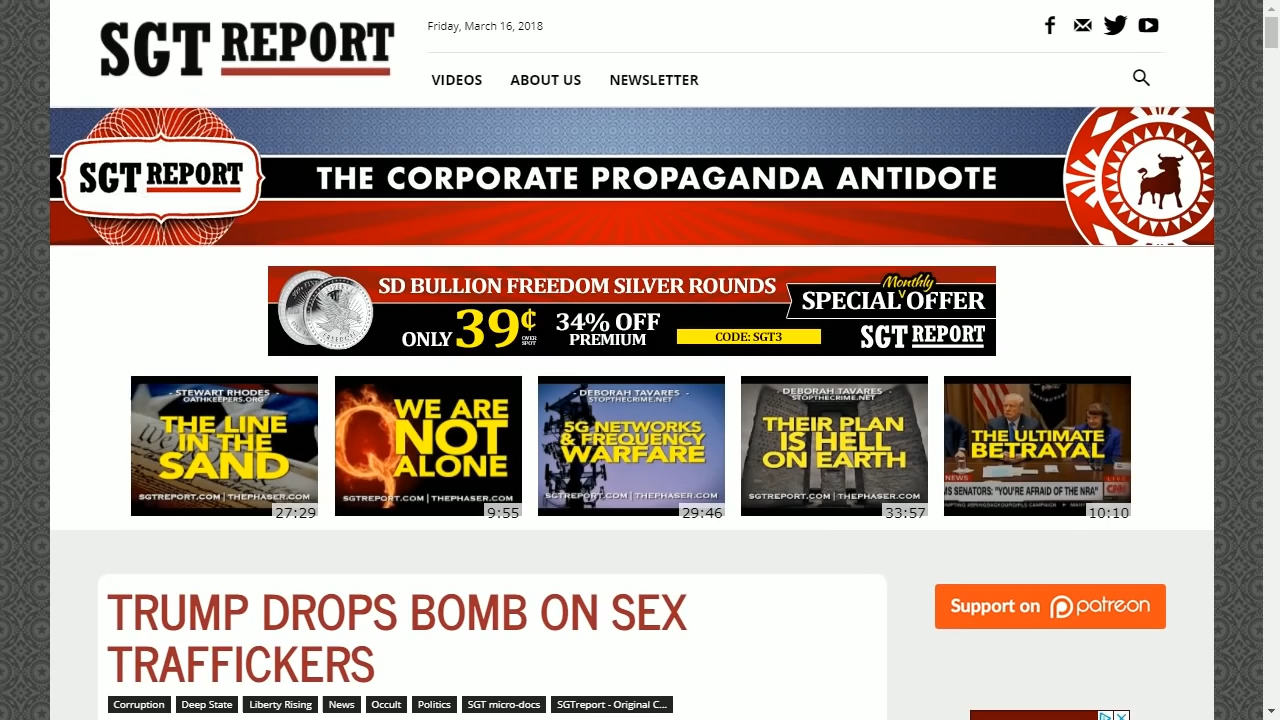 SGT REPORT
Friday, March 16, 2018
VIDEOS ABOUT US NEWSLETTER
SGT REPORT
THE CORPORATE PROPAGANDA ANTIDOTE
SD BULLION FREEDOM SILVER ROUNDS
ONLY 39¢ OVER SPOT
34% OFF
PREMIUM
CODE: SGT3
Monthly
SPECIAL OFFER
SGT REPORT
- STEWART RHODES -
OATHKEEPERS.ORG
THE LINE
IN THE
SAND
SGTREPORT.COM | THEPHASER.COM
27:29
WE ARE
NOT
ALONE
SGTREPORT.COM | THEPHASER.COM
9:55
- DEBORAH TAVARES -
STOPTHECRIME.NET
5G NETWORKS
& FREQUENCY
WARFARE
SGTREPORT.COM | THEPHASER.COM
29:46
- DEBORAH TAVARES -
STOPTHECRIME.NET
THEIR PLAN
IS HELL
ON EARTH
SGTREPORT.COM | THEPHASER.COM
33:57
THE ULTIMATE
BETRAYAL
NEWS
MS SENATORS: "YOU'RE AFRAID OF THE NRA"
LIVE
CNN
10:10
TRUMP DROPS BOMB ON SEX
TRAFFICKERS
Corruption Deep State Liberty Rising News Occult Politics SGT micro-docs SGTreport - Original C...
Support on patreon